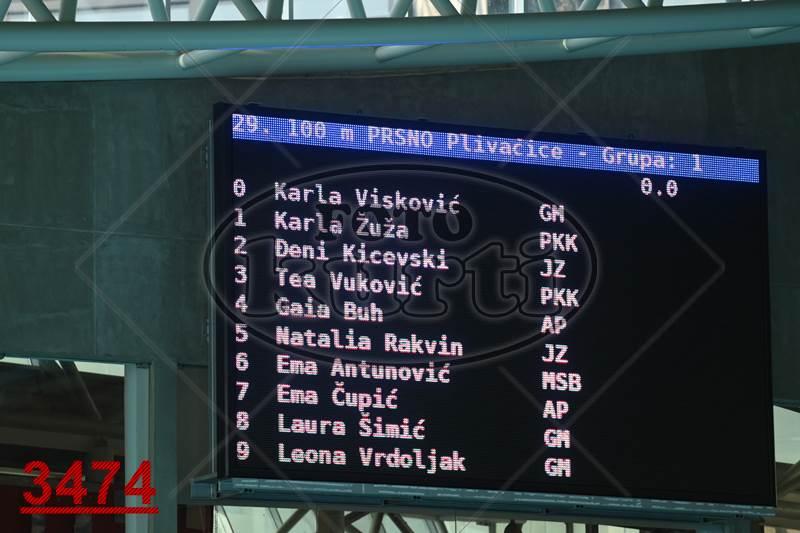 29. 100 m PRSNO Plivačice - Grupa: 1
0.0
0 Karla Visković GM
1 Karla Žuža PKK
2 Đeni Kicevski JZ
3 Tea Vuković PKK
4 Gaia Buh AP
5 Natalia Rakvin JZ
6 Ema Antunović MSB
7 Ema Čupić AP
8 Laura Šimić GM
9 Leona Vrdoljak GM
FOTO
kurti
3474